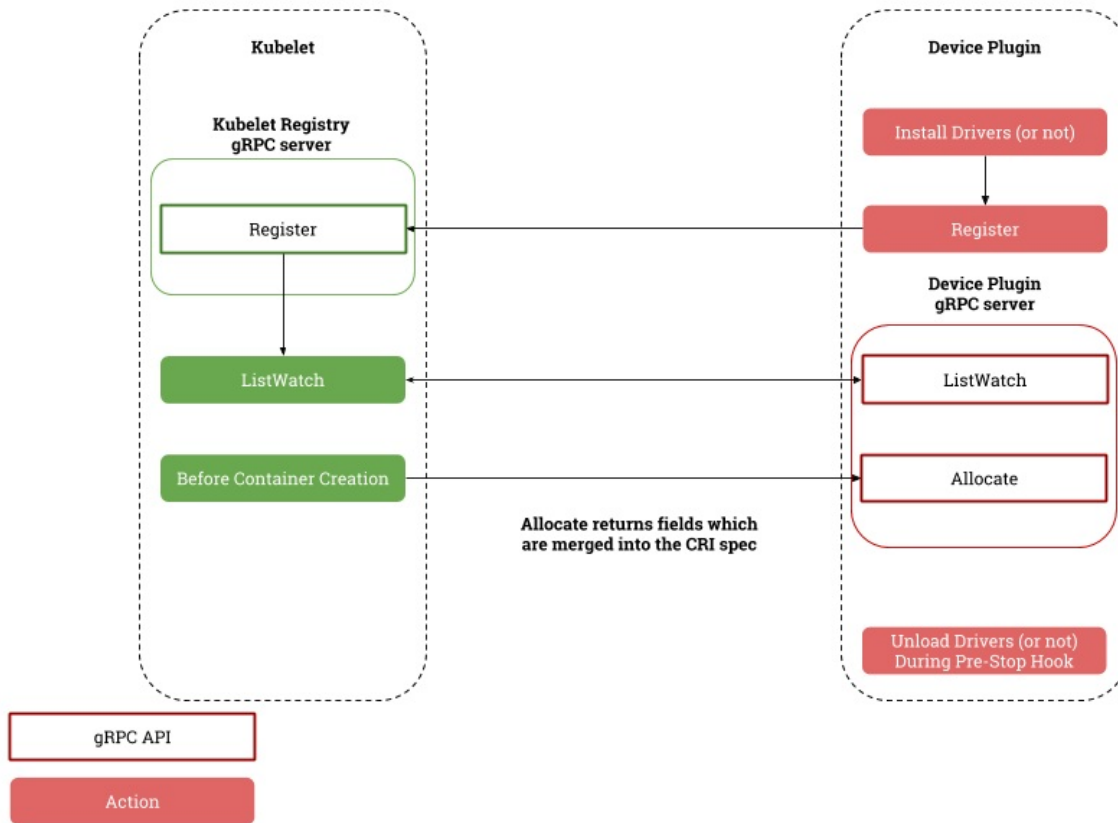 Kubelet
Device Plugin
Kubelet Registry
gRPC server
Install Drivers (or not)
Register
Register
Device Plugin
gRPC server
ListWatch
ListWatch
Before Container Creation
Allocate
Allocate returns fields which
are merged into the CRI spec
Unload Drivers (or not)
During Pre-Stop Hook
gRPC API
Action